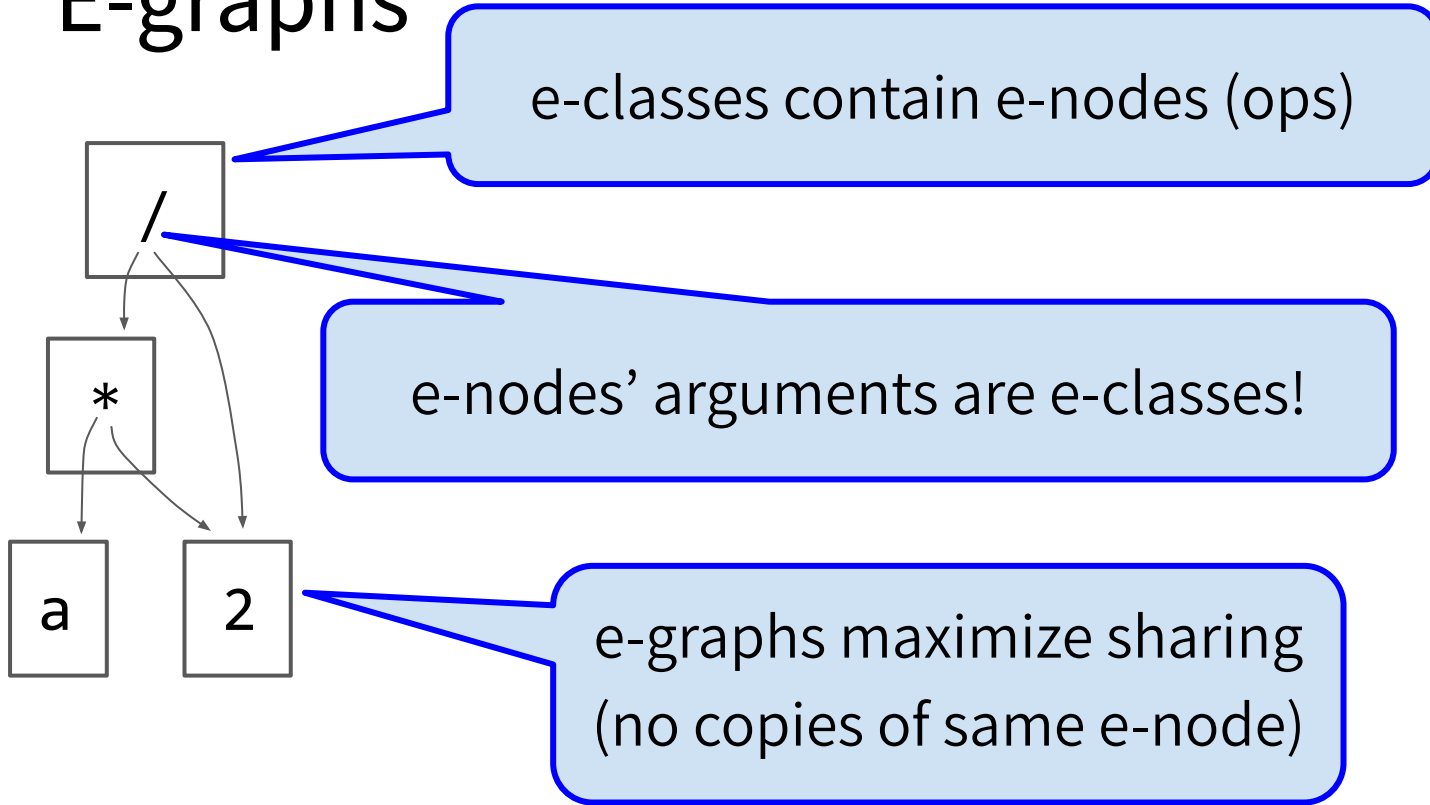 E-graphs
e-classes contain e-nodes (ops)
/
e-nodes’ arguments are e-classes!
*
a
2
e-graphs maximize sharing
(no copies of same e-node)